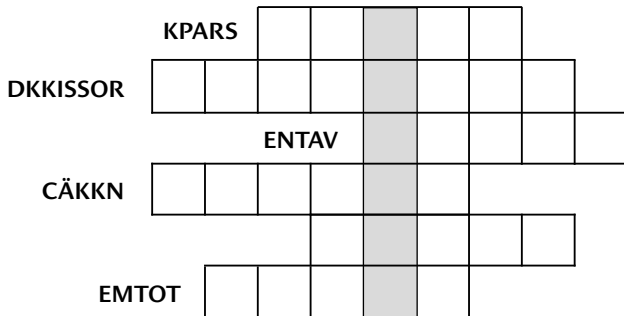 KPARS
DKKISSOR
ENTAV
CÄKKN
EMTOT